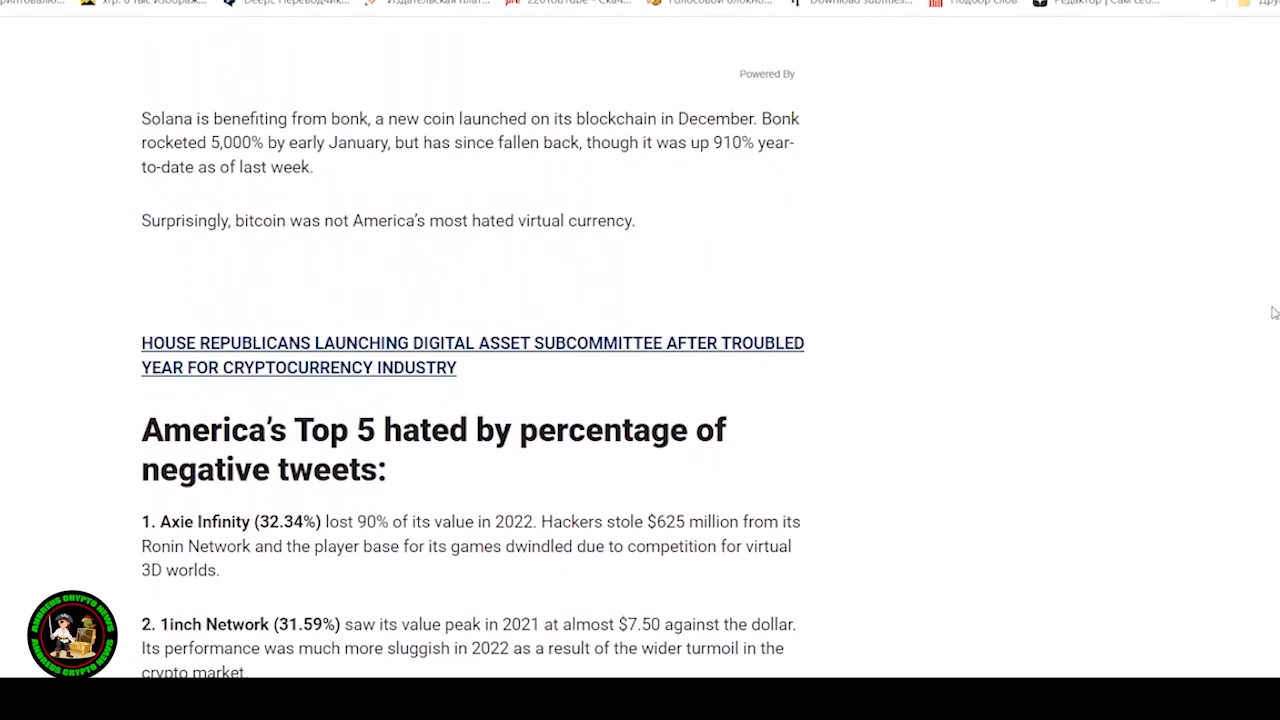 Powered By
Solana is benefiting from bonk, a new coin launched on its blockchain in December. Bonk
rocketed 5,000% by early January, but has since fallen back, though it was up 910% year-
to-date as of last week.
Surprisingly, bitcoin was not America’s most hated virtual currency.
HOUSE REPUBLICANS LAUNCHING DIGITAL ASSET SUBCOMMITTEE AFTER TROUBLED
YEAR FOR CRYPTOCURRENCY INDUSTRY
America’s Top 5 hated by percentage of
negative tweets:
1. Axie Infinity (32.34%) lost 90% of its value in 2022. Hackers stole $625 million from its
Ronin Network and the player base for its games dwindled due to competition for virtual
3D worlds.
2. 1inch Network (31.59%) saw its value peak in 2021 at almost $7.50 against the dollar.
Its performance was much more sluggish in 2022 as a result of the wider turmoil in the
crypto market.
ANDREUS CRYPTO NEWS
ANDREUS CRYPTO NEWS